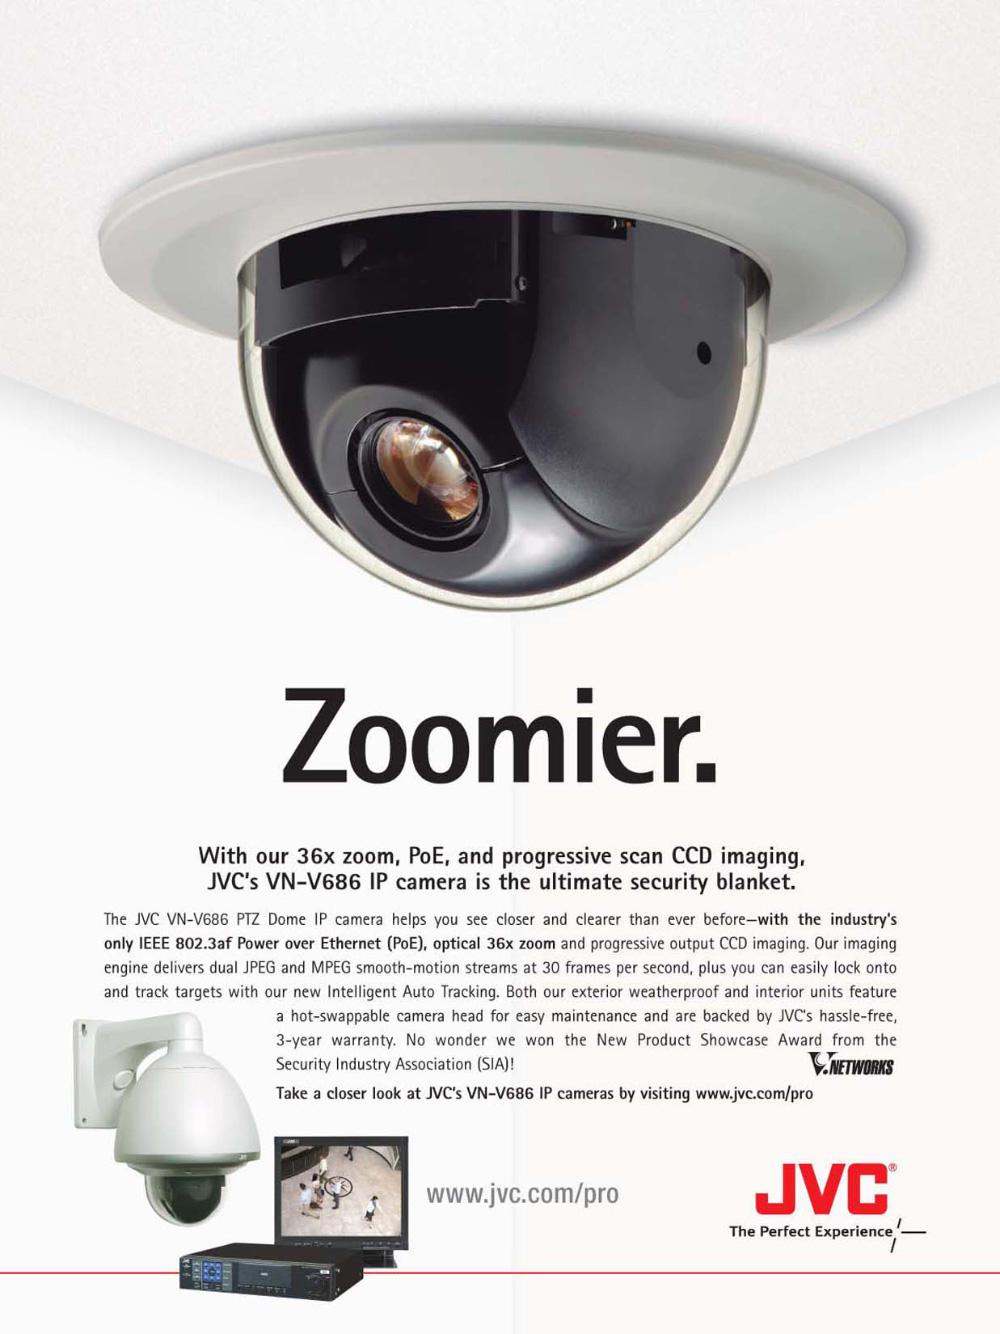 Zoomier.
With our 36x zoom, PoE, and progressive scan CCD imaging,
JVC's VN-V686 IP camera is the ultimate security blanket.
The JVC VN-V686 PTZ Dome IP camera helps you see closer and clearer than ever before—with the industry's
only IEEE 802.3af Power over Ethernet (PoE), optical 36x zoom and progressive output CCD imaging. Our imaging
engine delivers dual JPEG and MPEG smooth-motion streams at 30 frames per second, plus you can easily lock onto
and track targets with our new Intelligent Auto Tracking. Both our exterior weatherproof and interior units feature
a hot-swappable camera head for easy maintenance and are backed by JVC's hassle-free,
3-year warranty. No wonder we won the New Product Showcase Award from the
Security Industry Association (SIA)!
V.NETWORKS
Take a closer look at JVC's VN-V686 IP cameras by visiting www.jvc.com/pro
www.jvc.com/pro
JVC®
The Perfect Experience